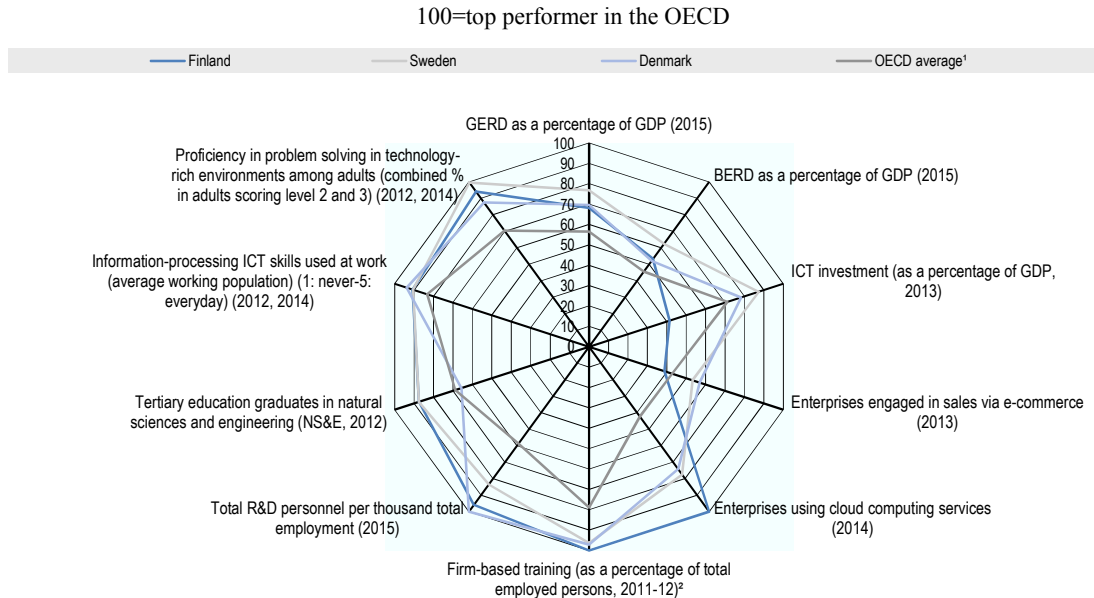 100=top performer in the OECD
Finland
Sweden
Denmark
OECD average¹
GERD as a percentage of GDP (2015)
BERD as a percentage of GDP (2015)
ICT investment (as a percentage of GDP,
2013)
Enterprises engaged in sales via e-commerce
(2013)
Enterprises using cloud computing services
(2014)
Firm-based training (as a percentage of total
employed persons, 2011-12)²
Total R&D personnel per thousand total
employment (2015)
Tertiary education graduates in natural
sciences and engineering (NS&E, 2012)
Information-processing ICT skills used at work
(average working population) (1: never-5:
everyday) (2012, 2014)
Proficiency in problem solving in technology-
rich environments among adults (combined %
in adults scoring level 2 and 3) (2012, 2014)
100
90
80
70
60
50
40
30
20
10
0